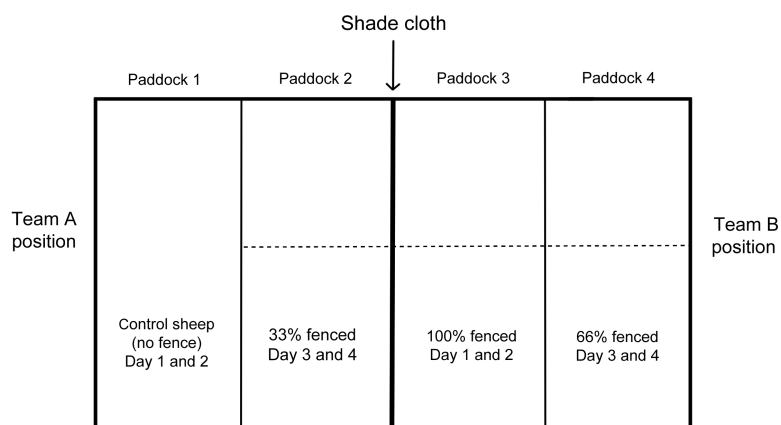 Shade cloth
Paddock 1
Paddock 2
Paddock 3
Paddock 4
Team A
position
Team B
position
Control sheep
(no fence)
Day 1 and 2
33% fenced
Day 3 and 4
100% fenced
Day 1 and 2
66% fenced
Day 3 and 4